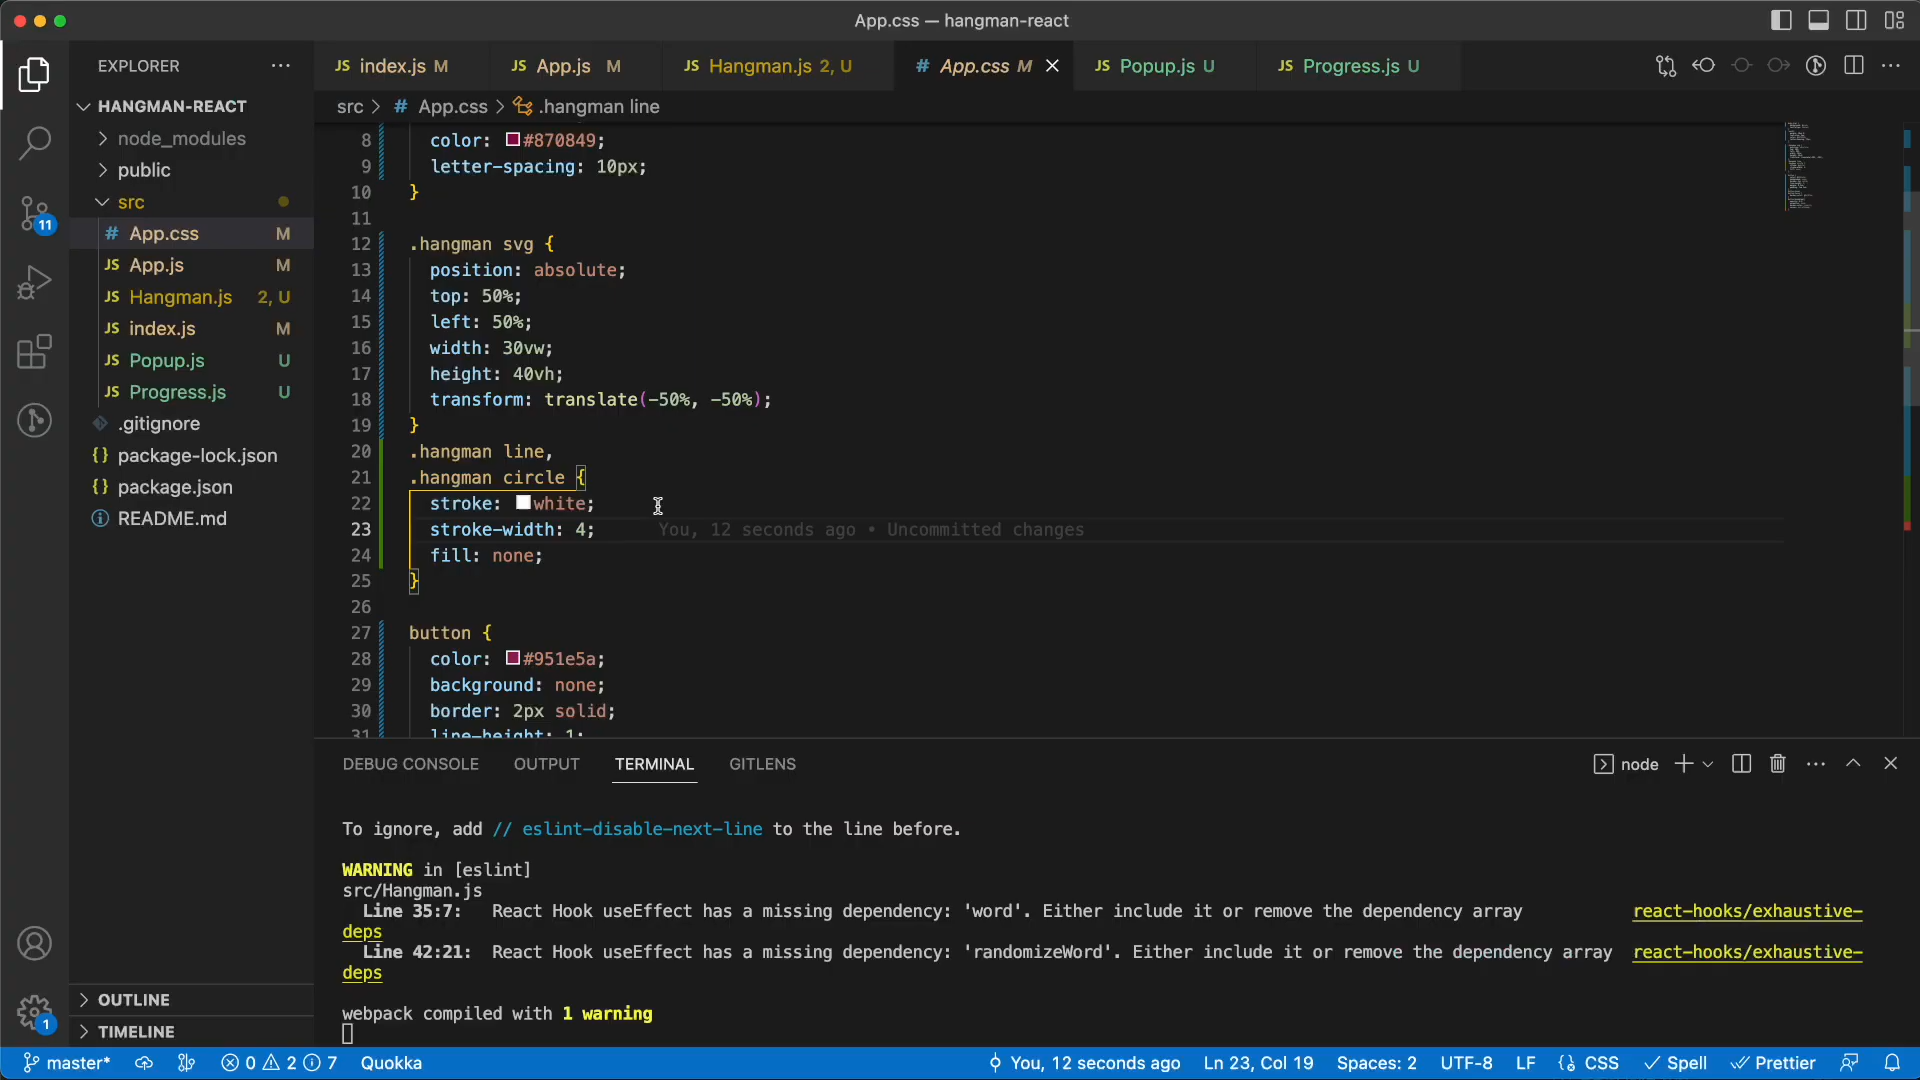 App.css — hangman-react
EXPLORER
JS index.js M
JS App.js M
JS Hangman.js 2, U
# App.css M
JS Popup.js U
JS Progress.js U
HANGMAN-REACT
src > # App.css > .hangman line
node_modules
public
src
# App.css M
JS App.js M
JS Hangman.js 2, U
JS index.js M
JS Popup.js U
JS Progress.js U
.gitignore
{} package-lock.json
{} package.json
README.md
OUTLINE
TIMELINE
11
1
8 color: #870849;
9 letter-spacing: 10px;
10 }
11
12 .hangman svg {
13 position: absolute;
14 top: 50%;
15 left: 50%;
16 width: 30vw;
17 height: 40vh;
18 transform: translate(-50%, -50%);
19 }
20 .hangman line,
21 .hangman circle {
22 stroke: white;
23 stroke-width: 4; You, 12 seconds ago • Uncommitted changes
24 fill: none;
25 }
26
27 button {
28 color: #951e5a;
29 background: none;
30 border: 2px solid;
31 line-height: 1;
DEBUG CONSOLE OUTPUT TERMINAL GITLENS
node
To ignore, add // eslint-disable-next-line to the line before.
WARNING in [eslint]
src/Hangman.js
Line 35:7: React Hook useEffect has a missing dependency: 'word'. Either include it or remove the dependency array react-hooks/exhaustive-
deps
Line 42:21: React Hook useEffect has a missing dependency: 'randomizeWord'. Either include it or remove the dependency array react-hooks/exhaustive-
deps
webpack compiled with 1 warning
master* 0 2 7 Quokka You, 12 seconds ago Ln 23, Col 19 Spaces: 2 UTF-8 LF {} CSS Spell Prettier